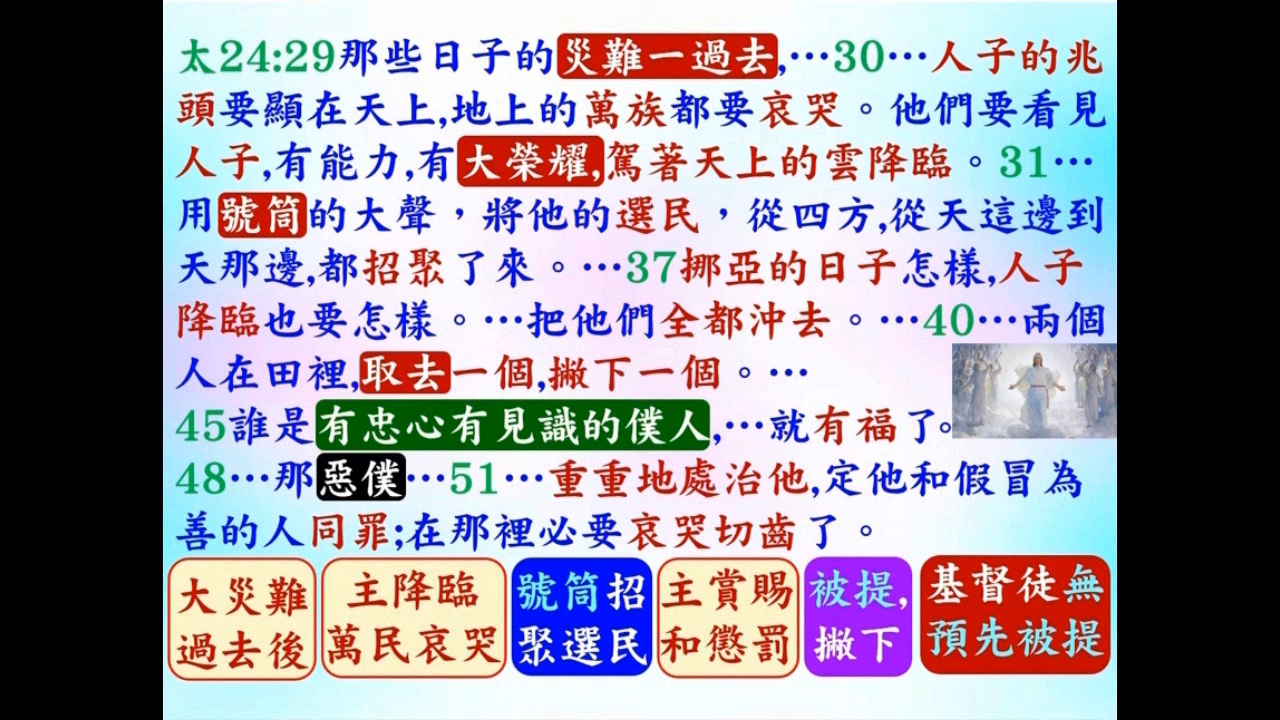 太24:29那些日子的災難一過去,…30…人子的兆
頭要顯在天上,地上的萬族都要哀哭。他們要看見
人子,有能力,有大榮耀,駕著天上的雲降臨。31…
用號筒的大聲，將他的選民，從四方,從天這邊到
天那邊,都招聚了來。…37挪亞的日子怎樣,人子
降臨也要怎樣。…把他們全都沖去。…40…兩個
人在田裡,取去一個,撇下一個。…
45誰是有忠心有見識的僕人,…就有福了。
48…那惡僕…51…重重地處治他,定他和假冒為
善的人同罪;在那裡必要哀哭切齒了。
大災難
過去後
主降臨
萬民哀哭
號筒招
聚選民
主賞賜
和懲罰
被提,
撇下
基督徒無
預先被提